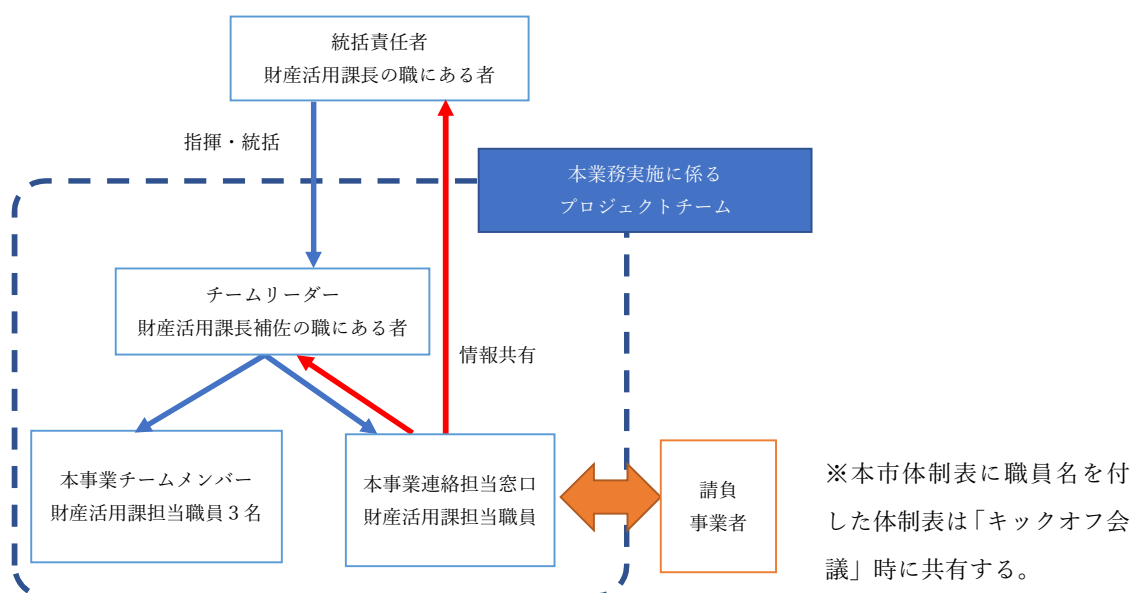 統括責任者
財産活用課長の職にある者
指揮・統括
本業務実施に係る
プロジェクトチーム
チームリーダー
財産活用課長補佐の職にある者
情報共有
本事業チームメンバー
財産活用課担当職員３名
本事業連絡担当窓口
財産活用課担当職員
請負
事業者
※本市体制表に職員名を付
した体制表は「キックオフ会
議」時に共有する。